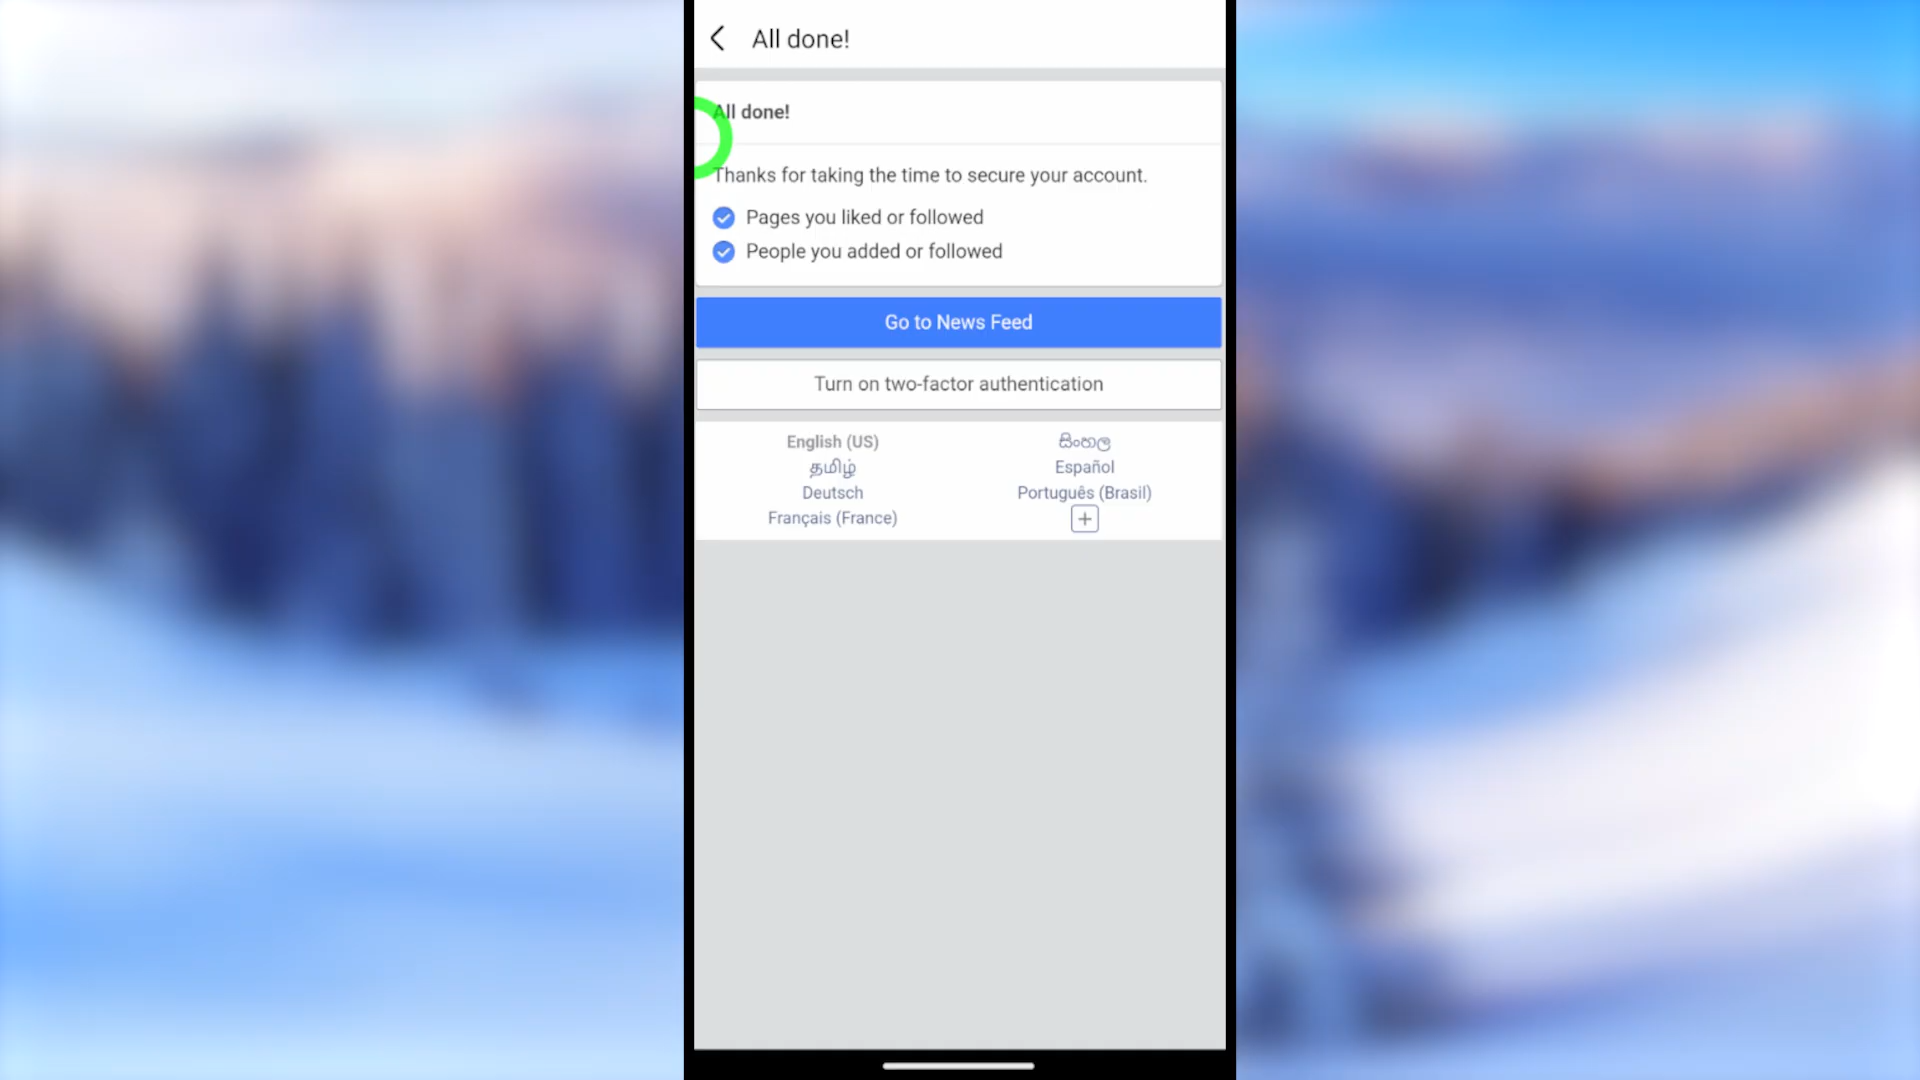 All done!
All done!
Thanks for taking the time to secure your account.
Pages you liked or followed
People you added or followed
Go to News Feed
Turn on two-factor authentication
English (US)
සිංහල
தமிழ்
Español
Deutsch
Português (Brasil)
Français (France)